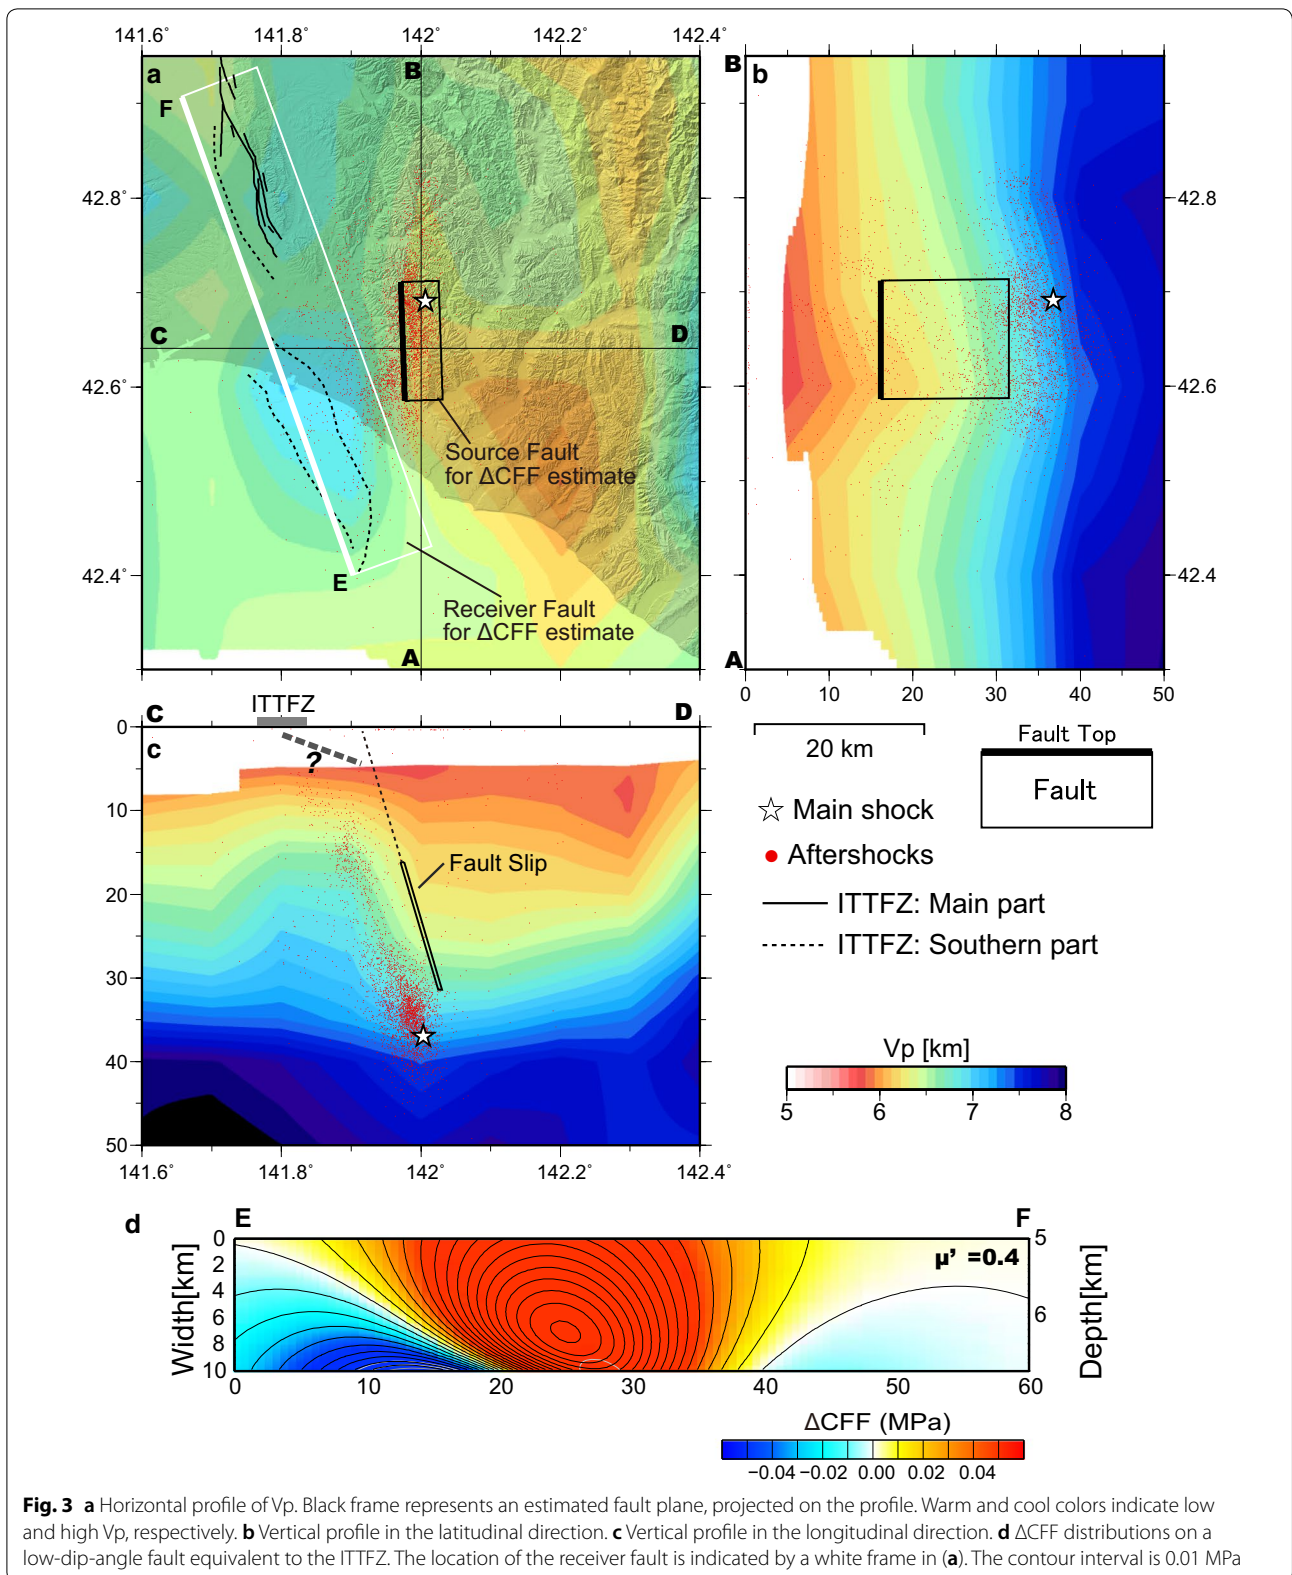 141.6˚ 141.8˚ 142˚ 142.2˚ 142.4˚
a B B b
F
42.8˚ 42.8
C D
42.6˚ 42.6
Source Fault
for ΔCFF estimate
42.4˚ 42.4
E
Receiver Fault
for ΔCFF estimate
A A
0 10 20 30 40 50
ITTFZ
C D
0
c
?
10
Fault Slip
20
30
40
50
141.6˚ 141.8˚ 142˚ 142.2˚ 142.4˚
20 km
Fault Top
Fault
Main shock
Aftershocks
ITTFZ: Main part
ITTFZ: Southern part
Vp [km]
5 6 7 8
d E F
0 5
2 μ' =0.4
4
6 6
8
10
Width[km] Depth[km]
0 10 20 30 40 50 60
ΔCFF (MPa)
−0.04 −0.02 0.00 0.02 0.04
Fig. 3 a Horizontal profile of Vp. Black frame represents an estimated fault plane, projected on the profile. Warm and cool colors indicate low
and high Vp, respectively. b Vertical profile in the latitudinal direction. c Vertical profile in the longitudinal direction. d ΔCFF distributions on a
low-dip-angle fault equivalent to the ITTFZ. The location of the receiver fault is indicated by a white frame in (a). The contour interval is 0.01 MPa